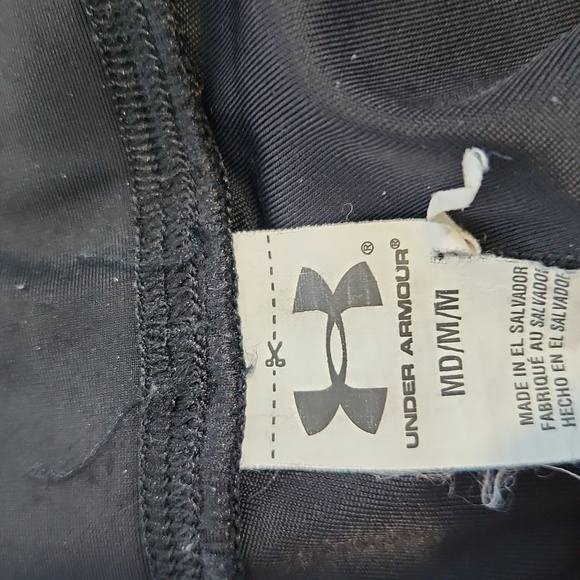 UNDER ARMOUR®
MD/M/M
MADE IN EL SALVADOR
FABRIQUÉ AU SALVADOR
HECHO EN EL SALVADOR